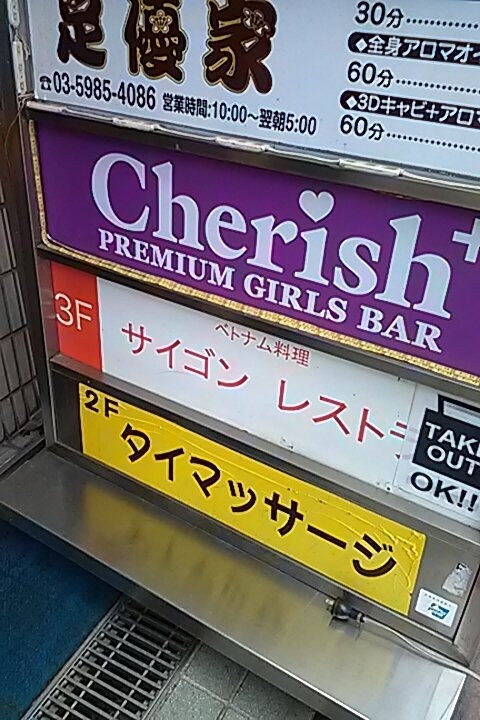 足優家
30分
◆全身アロマオイ
☎03-5985-4086 営業時間:10:00~翌朝5:00
60分
◆3Dキャビ+アロマ
60分
Cherish+
PREMIUM GIRLS BAR
3F
ベトナム料理
サイゴン レストラ
TAKE
OUT
OK!!
2F
タイマッサージ